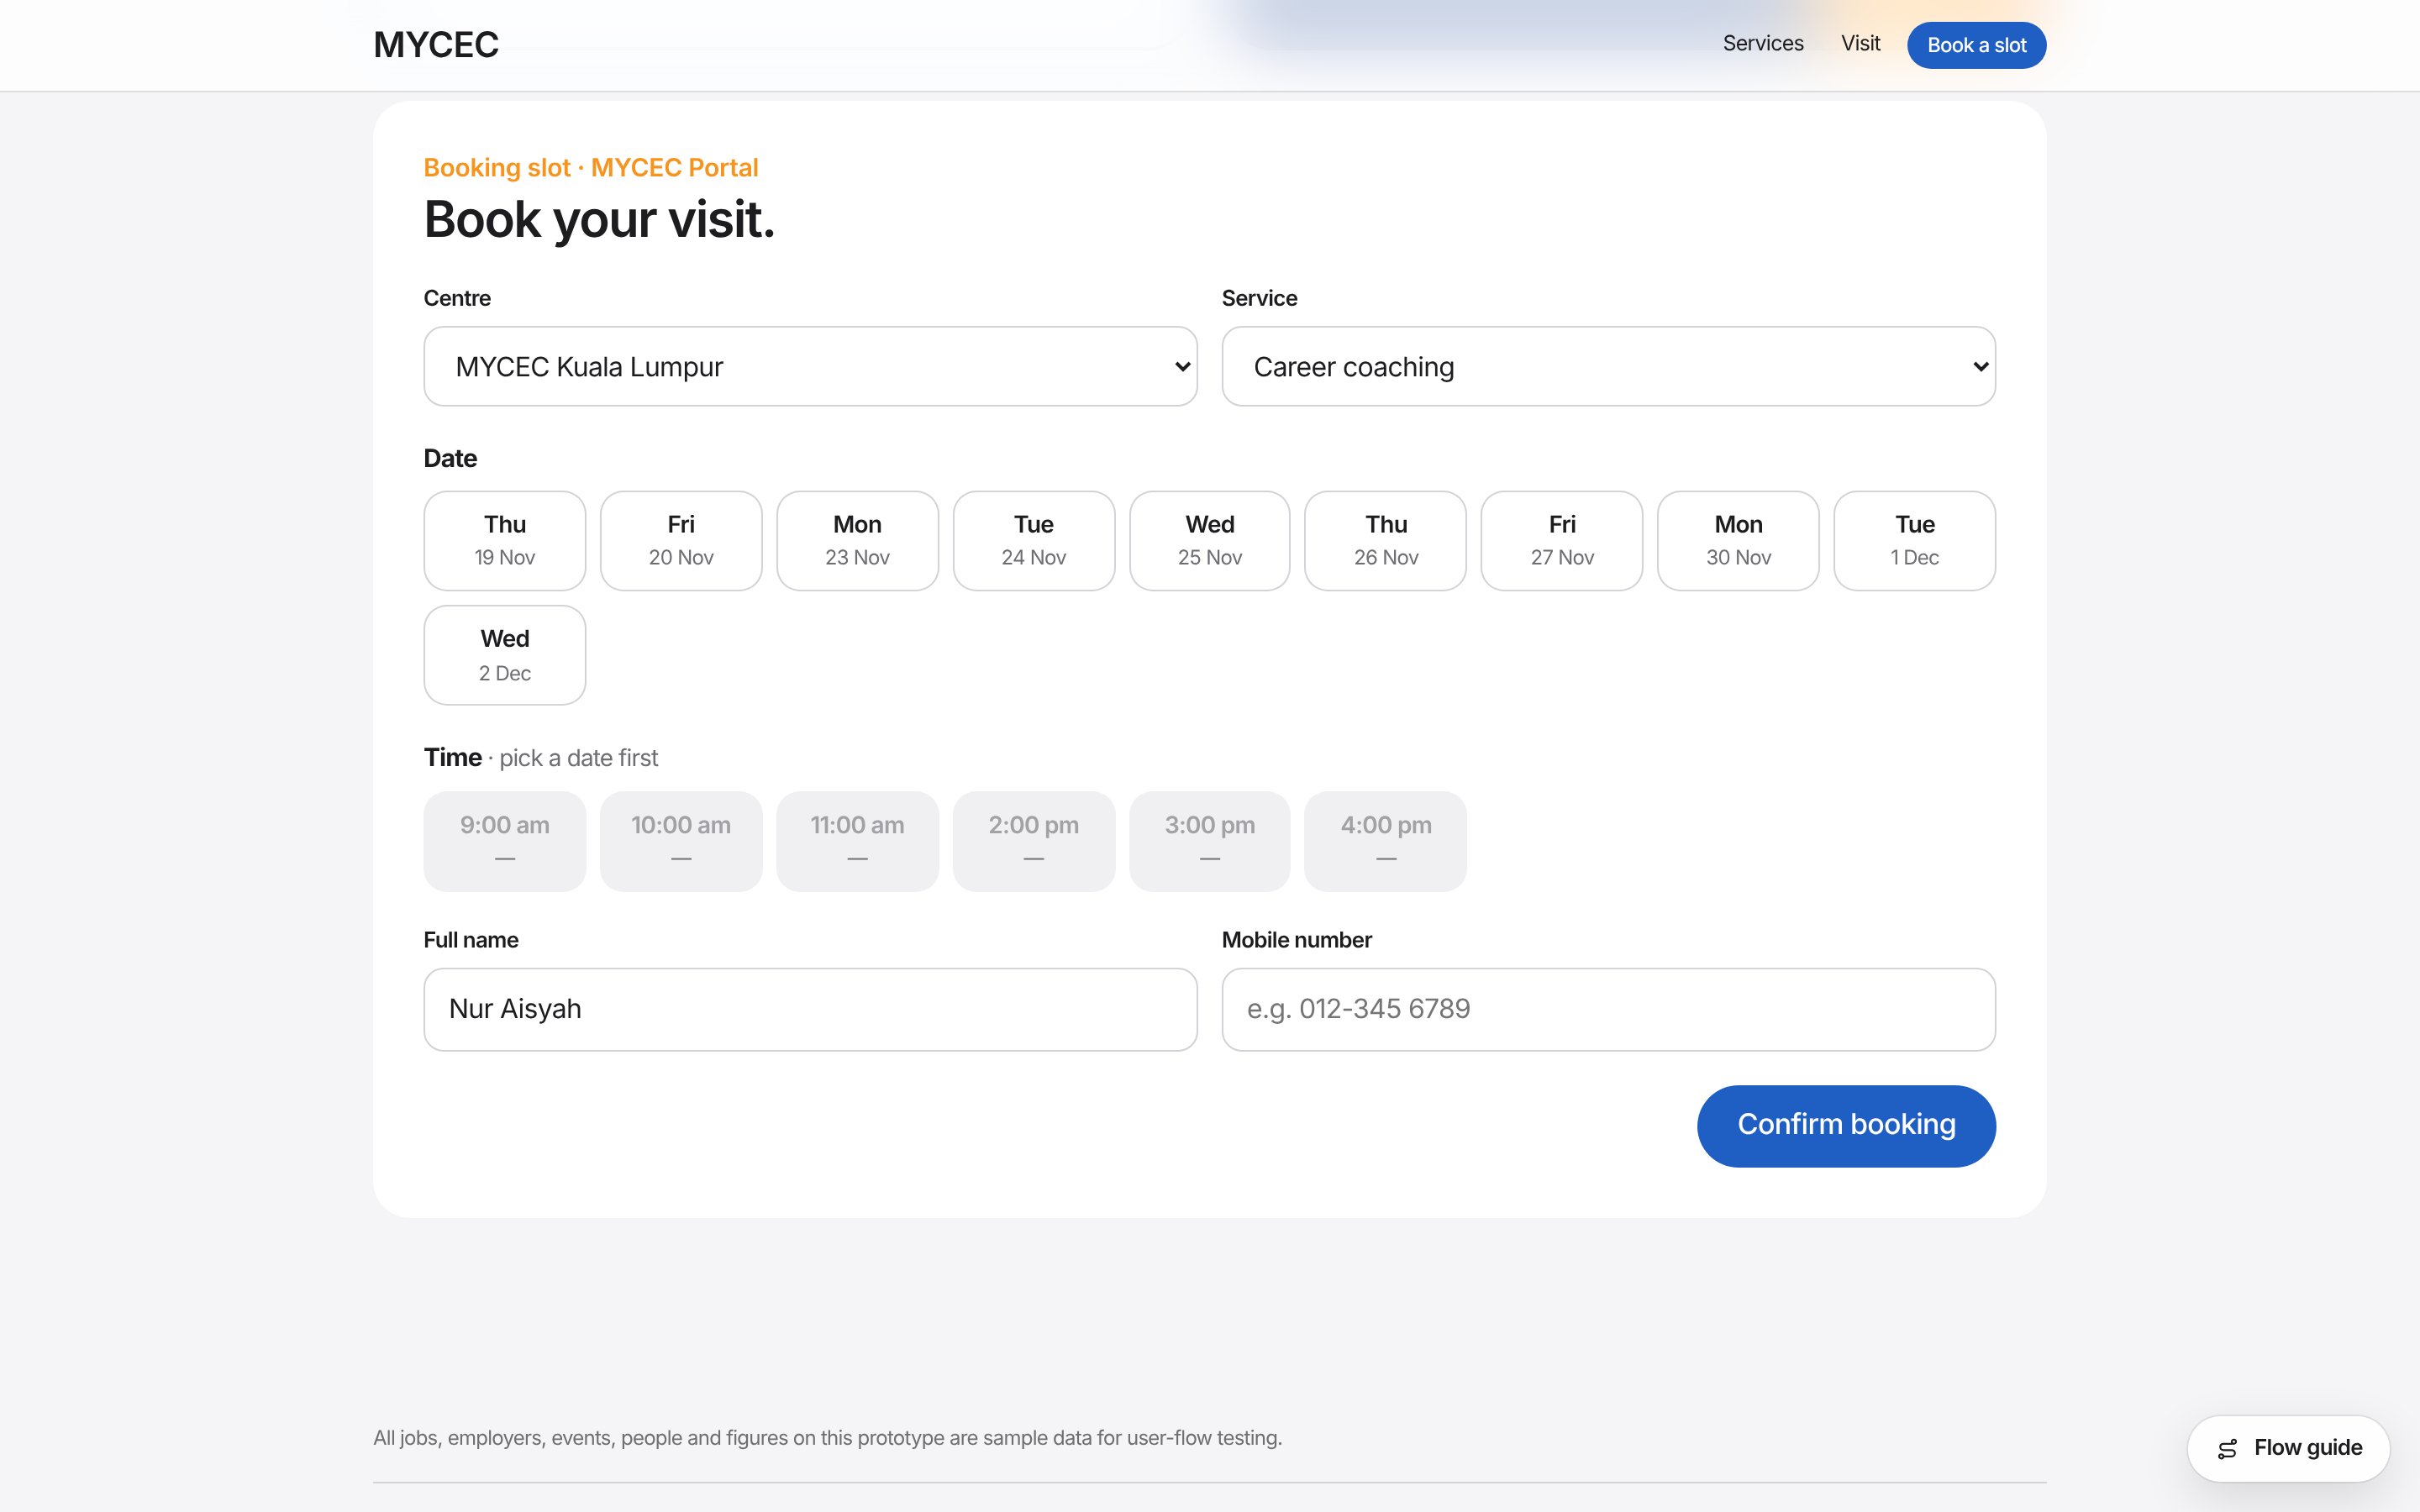 MYCEC
Services
Visit
Book a slot
Booking slot · MYCEC Portal
Book your visit.
Centre
Service
MYCEC Kuala Lumpur
Career coaching
Date
Thu
19 Nov
Fri
20 Nov
Mon
23 Nov
Tue
24 Nov
Wed
25 Nov
Thu
26 Nov
Fri
27 Nov
Mon
30 Nov
Tue
1 Dec
Wed
2 Dec
Time · pick a date first
9:00 am
—
10:00 am
—
11:00 am
—
2:00 pm
—
3:00 pm
—
4:00 pm
—
Full name
Mobile number
Nur Aisyah
e.g. 012-345 6789
Confirm booking
All jobs, employers, events, people and figures on this prototype are sample data for user-flow testing.
Flow guide